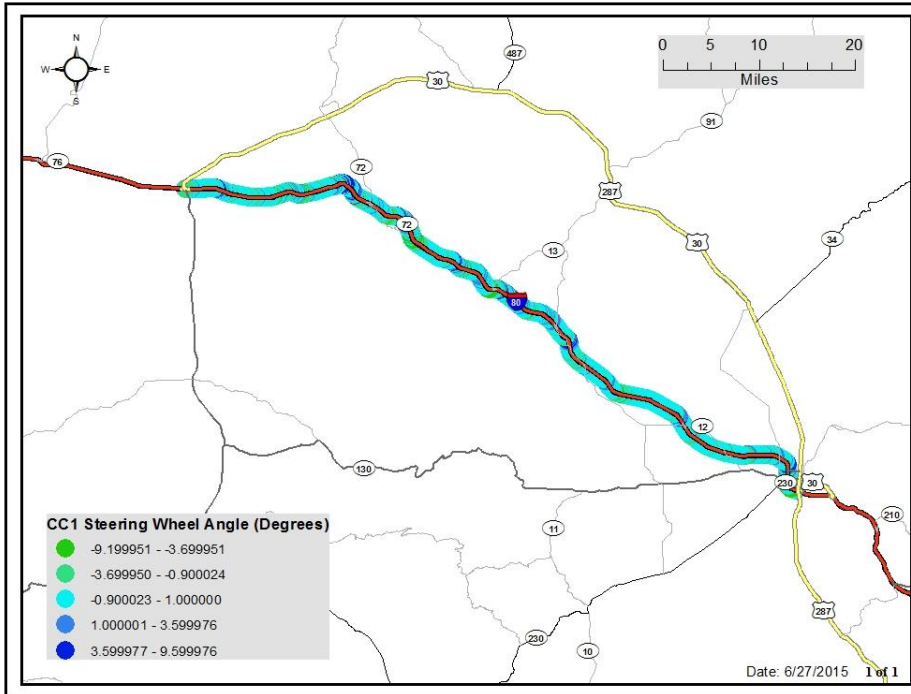 N
W E
S
0 5 10 20
Miles
487
30
91
76
72
287
72
13
30
34
80
12
130
230
30
210
11
287
230
10
CC1 Steering Wheel Angle (Degrees)
-9.199951 - -3.699951
-3.699950 - -0.900024
-0.900023 - 1.000000
1.000001 - 3.599976
3.599977 - 9.599976
Date: 6/27/2015 1 of 1